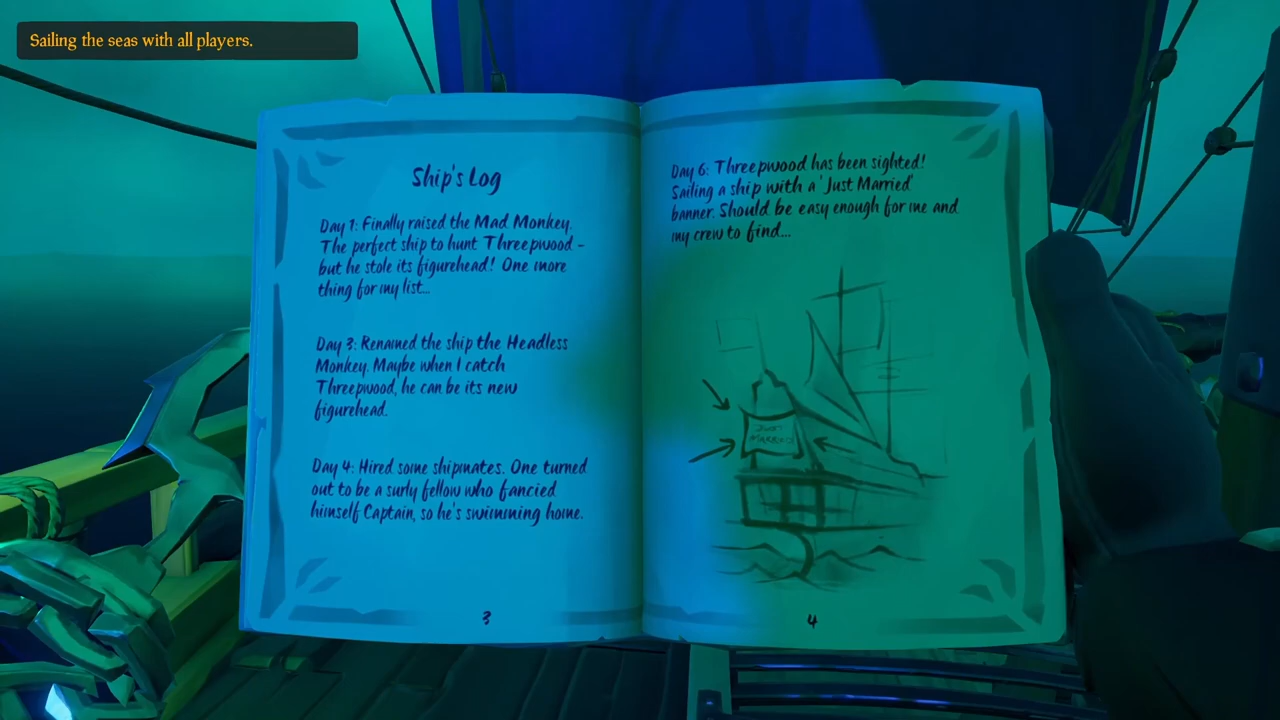 Sailing the seas with all players.
Ship's Log
Day 1: Finally raised the Mad Monkey.
The perfect ship to hunt Threepwood -
but he stole its figurehead! One more
thing for my list...
Day 3: Renamed the ship the Headless
Monkey. Maybe when I catch
Threepwood, he can be its new
figurehead.
Day 4: Hired some shipmates. One turned
out to be a surly fellow who fancied
himself Captain, so he's swimming home.
3
Day 6: Threepwood has been sighted!
Sailing a ship with a 'Just Married'
banner. Should be easy enough for me and
my crew to find...
Just
Married
4